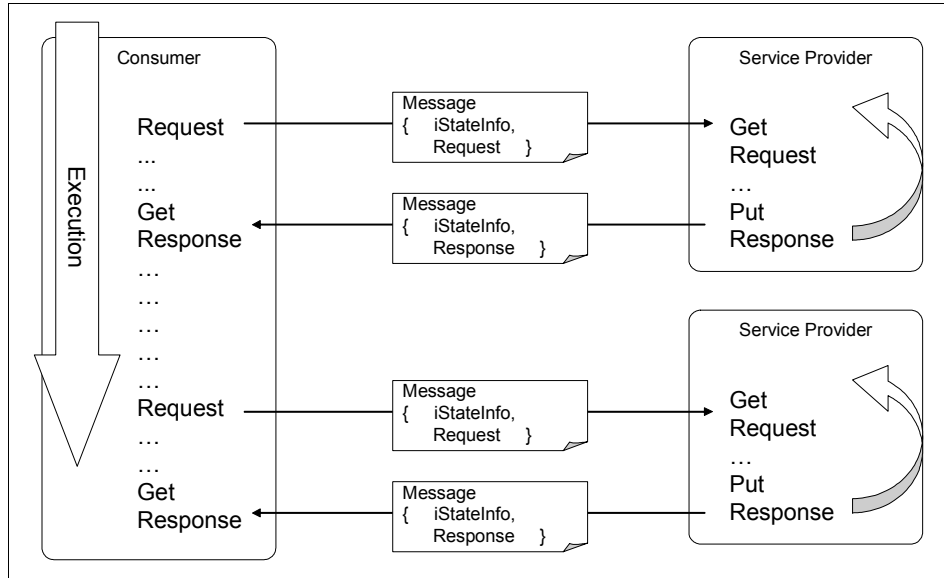 Consumer
Execution
Request
...
...
Get
Response
…
…
…
…
…
Request
…
…
Get
Response
Message
{ iStateInfo,
Request }
Message
{ iStateInfo,
Response }
Message
{ iStateInfo,
Request }
Message
{ iStateInfo,
Response }
Service Provider
Get
Request
…
Put
Response
Service Provider
Get
Request
…
Put
Response